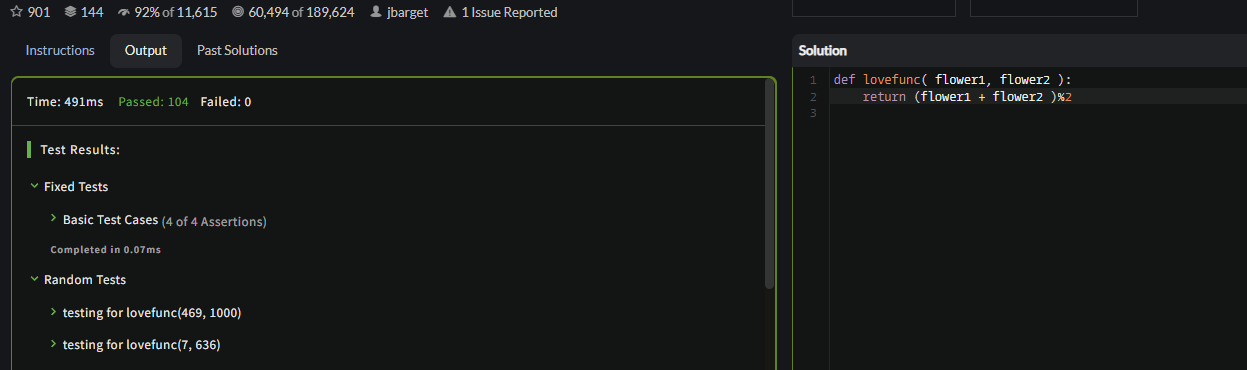 901 144 92% of 11,615 60,494 of 189,624 jbarget 1 Issue Reported
Instructions Output Past Solutions
Time: 491ms Passed: 104 Failed: 0
Test Results:
Fixed Tests
Basic Test Cases (4 of 4 Assertions)
Completed in 0.07ms
Random Tests
testing for lovefunc(469, 1000)
testing for lovefunc(7, 636)
Solution
1 def lovefunc( flower1, flower2 ):
2     return (flower1 + flower2 )%2
3